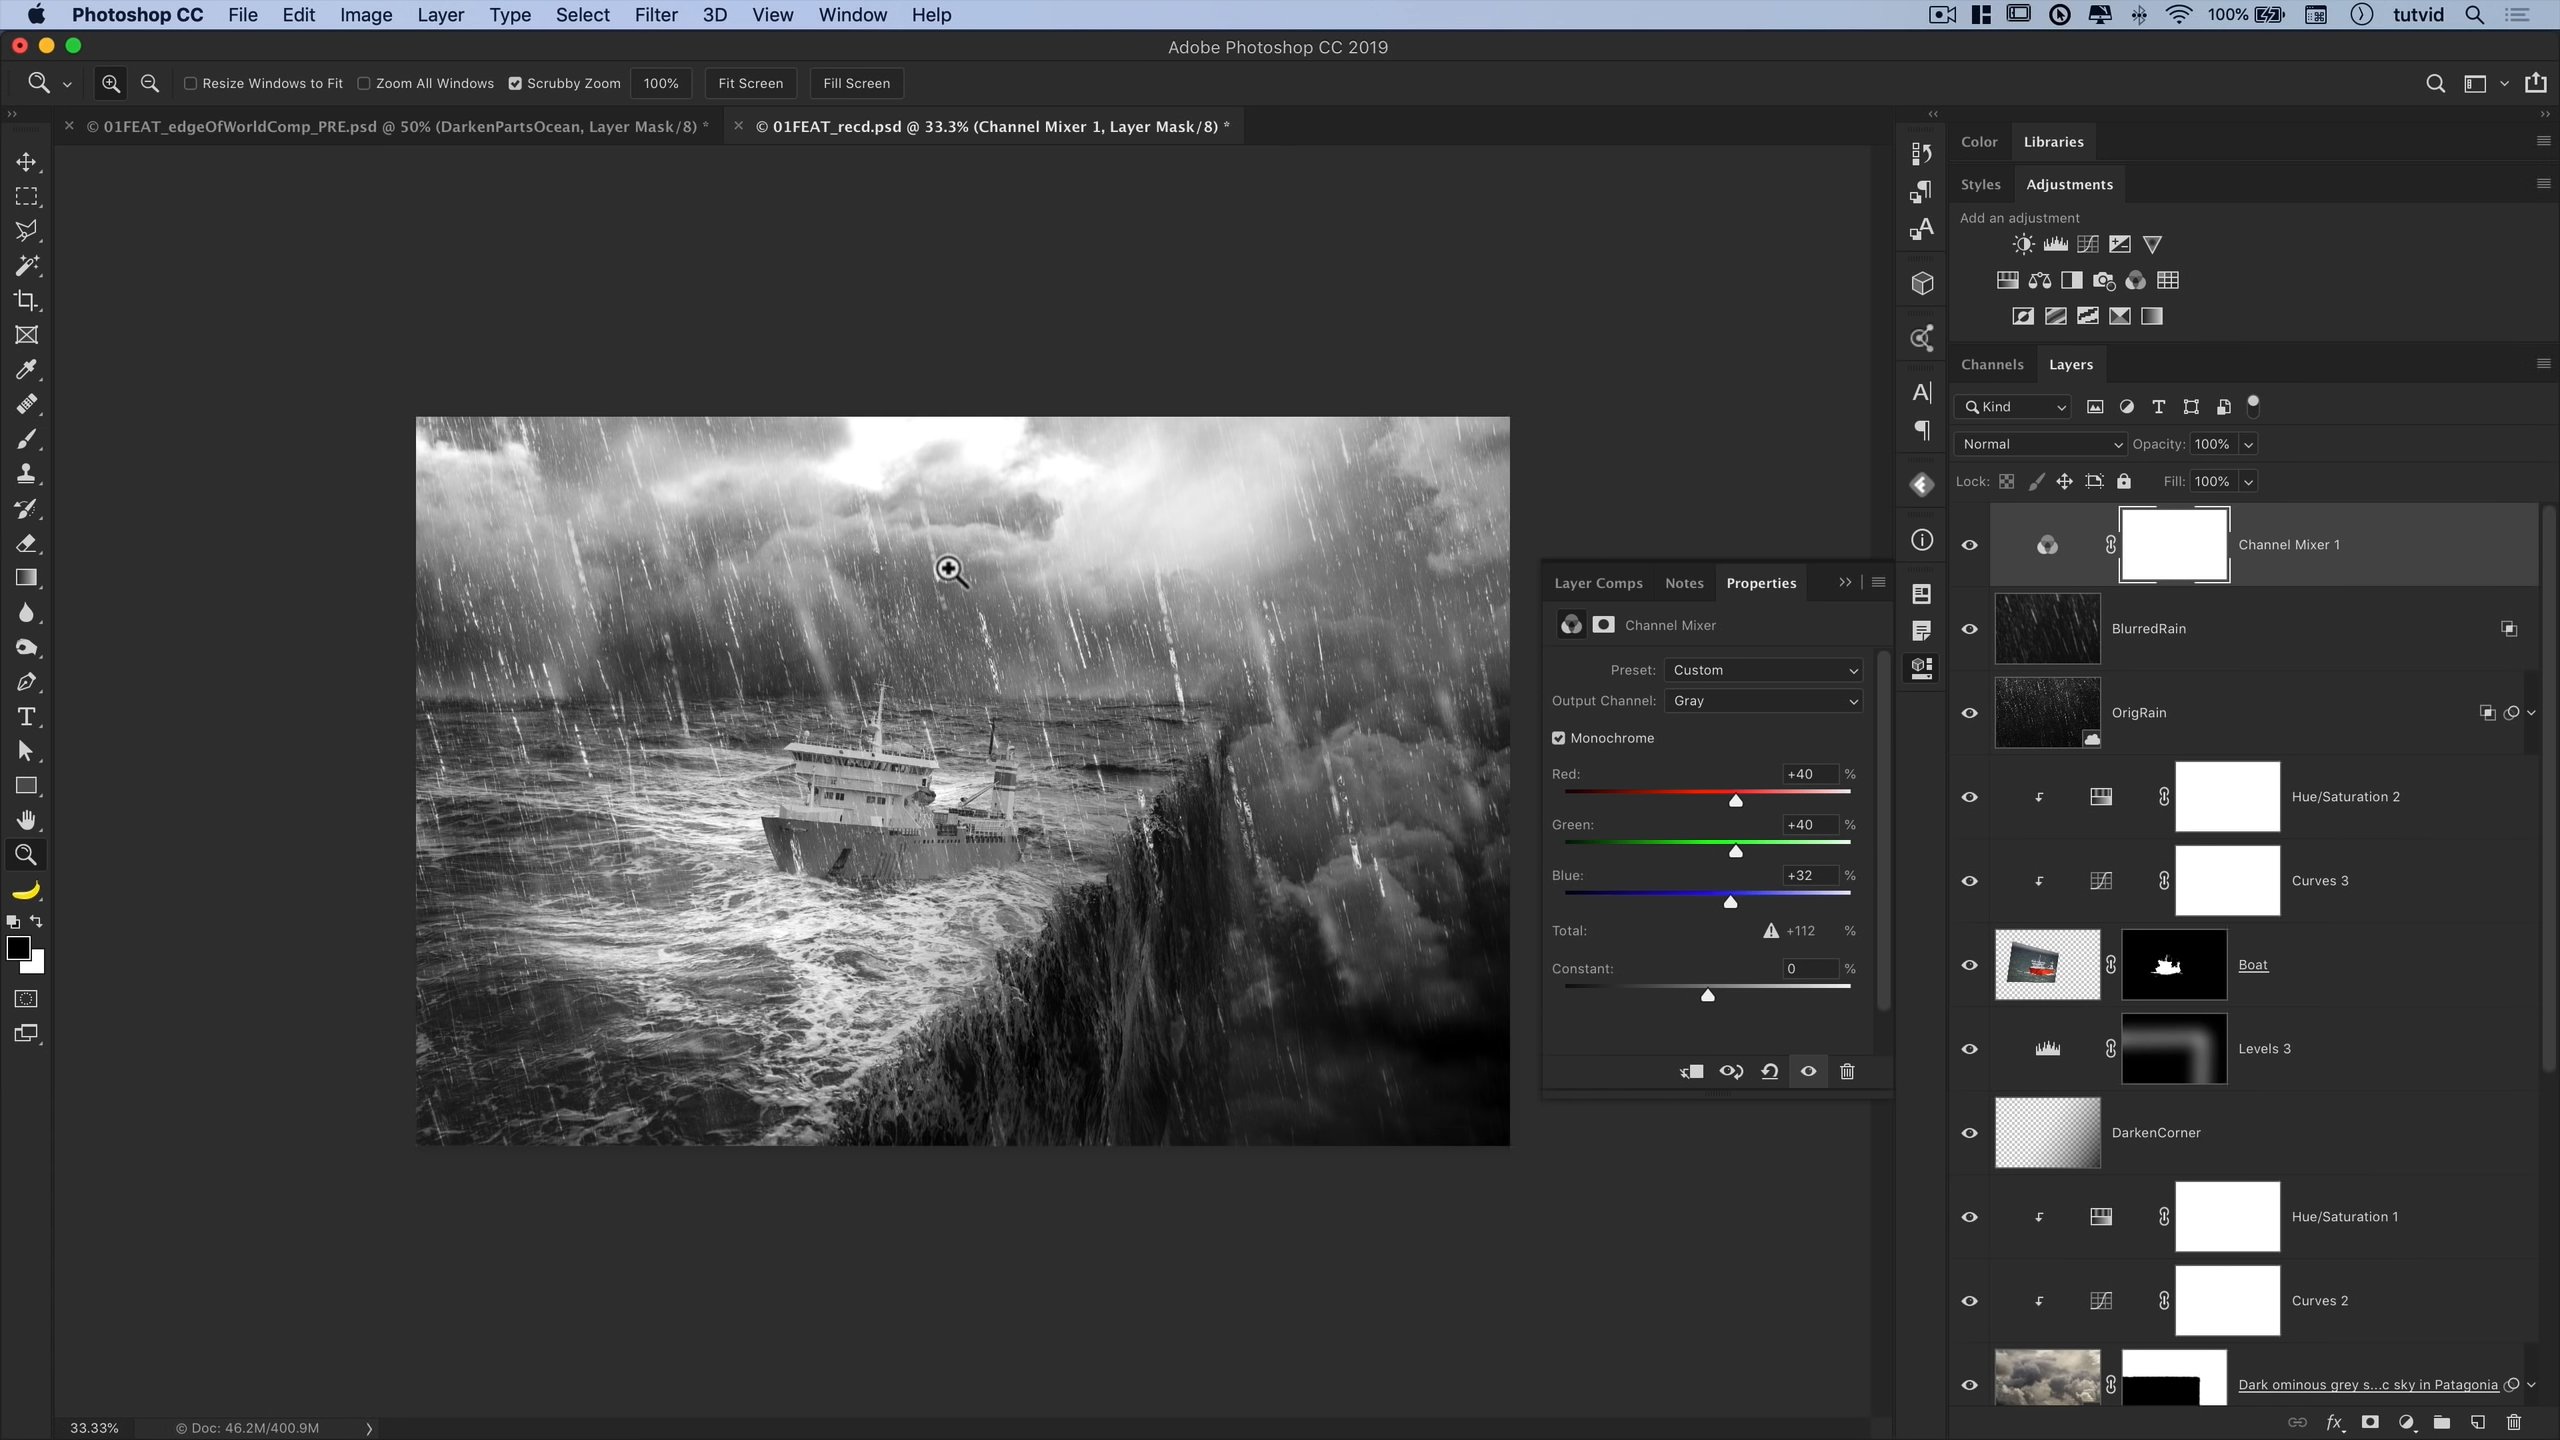 Photoshop CC File Edit Image Layer Type Select Filter 3D View Window Help 100% tutvid
Adobe Photoshop CC 2019
Resize Windows to Fit Zoom All Windows Scrubby Zoom 100% Fit Screen Fill Screen
© 01FEAT_edgeOfWorldComp_PRE.psd @ 50% (DarkenPartsOcean, Layer Mask/8) * © 01FEAT_recd.psd @ 33.3% (Channel Mixer 1, Layer Mask/8) *
Color Libraries
Styles Adjustments
Add an adjustment
Channels Layers
Kind
Normal Opacity: 100%
Lock: Fill: 100%
Channel Mixer 1
BlurredRain
OrigRain
Hue/Saturation 2
Curves 3
Boat
Levels 3
DarkenCorner
Hue/Saturation 1
Curves 2
Dark ominous grey s...c sky in Patagonia
Layer Comps Notes Properties
Channel Mixer
Preset: Custom
Output Channel: Gray
Monochrome
Red: +40 %
Green: +40 %
Blue: +32 %
Total: +112 %
Constant: 0 %
33.33% © Doc: 46.2M/400.9M